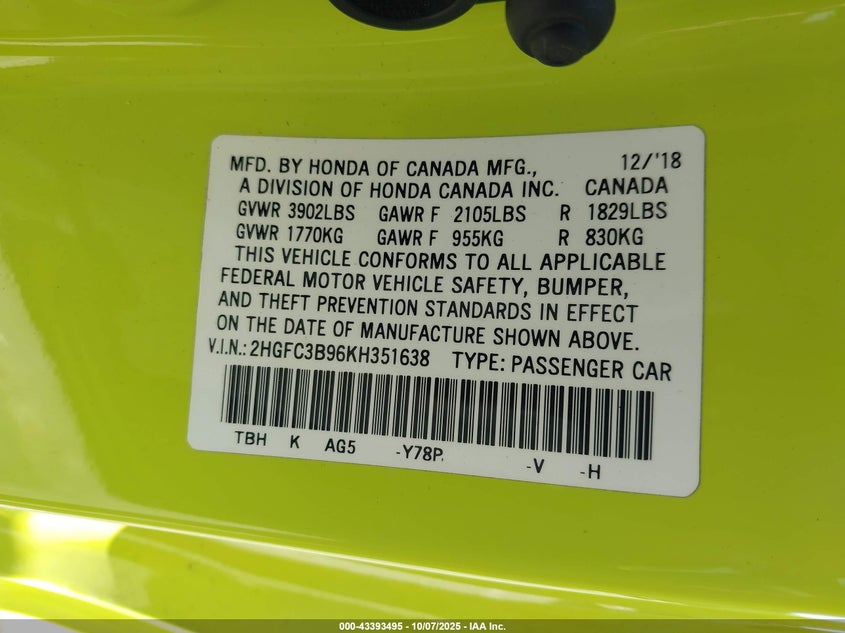 MFD. BY HONDA OF CANADA MFG., 12/'18
A DIVISION OF HONDA CANADA INC. CANADA
GVWR 3902LBS GAWR F 2105LBS R 1829LBS
GVWR 1770KG GAWR F 955KG R 830KG
THIS VEHICLE CONFORMS TO ALL APPLICABLE
FEDERAL MOTOR VEHICLE SAFETY, BUMPER,
AND THEFT PREVENTION STANDARDS IN EFFECT
ON THE DATE OF MANUFACTURE SHOWN ABOVE.
V.I.N.: 2HGFC3B96KH351638 TYPE: PASSENGER CAR
TBH K AG5 -Y78P. -V -H
000-43393495 - 10/07/2025 - IAA Inc.